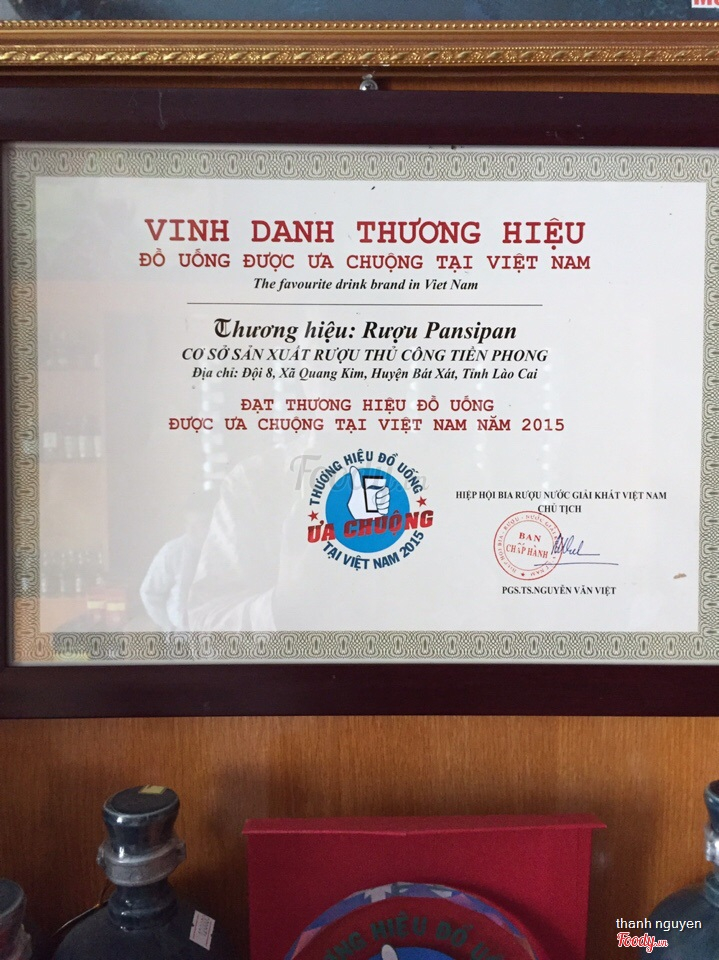 VINH DANH THƯƠNG HIỆU
ĐỒ UỐNG ĐƯỢC ƯA CHUỘNG TẠI VIỆT NAM
The favourite drink brand in Viet Nam
Thương hiệu: Rượu Pansipan
CƠ SỞ SẢN XUẤT RƯỢU THỦ CÔNG TIẾN PHONG
Địa chỉ: Đội 8, Xã Quang Kim, Huyện Bát Xát, Tỉnh Lào Cai
ĐẠT THƯƠNG HIỆU ĐỒ UỐNG
ĐƯỢC ƯA CHUỘNG TẠI VIỆT NAM NĂM 2015
THƯƠNG HIỆU ĐỒ UỐNG
ƯA CHUỘNG
TẠI VIỆT NAM 2015
HIỆP HỘI BIA RƯỢU NƯỚC GIẢI KHÁT VIỆT NAM
CHỦ TỊCH
BAN
CHẤP HÀNH
PGS.TS.NGUYỄN VĂN VIỆT
HIỆU ĐỒ
thanh nguyen
Foody.vn